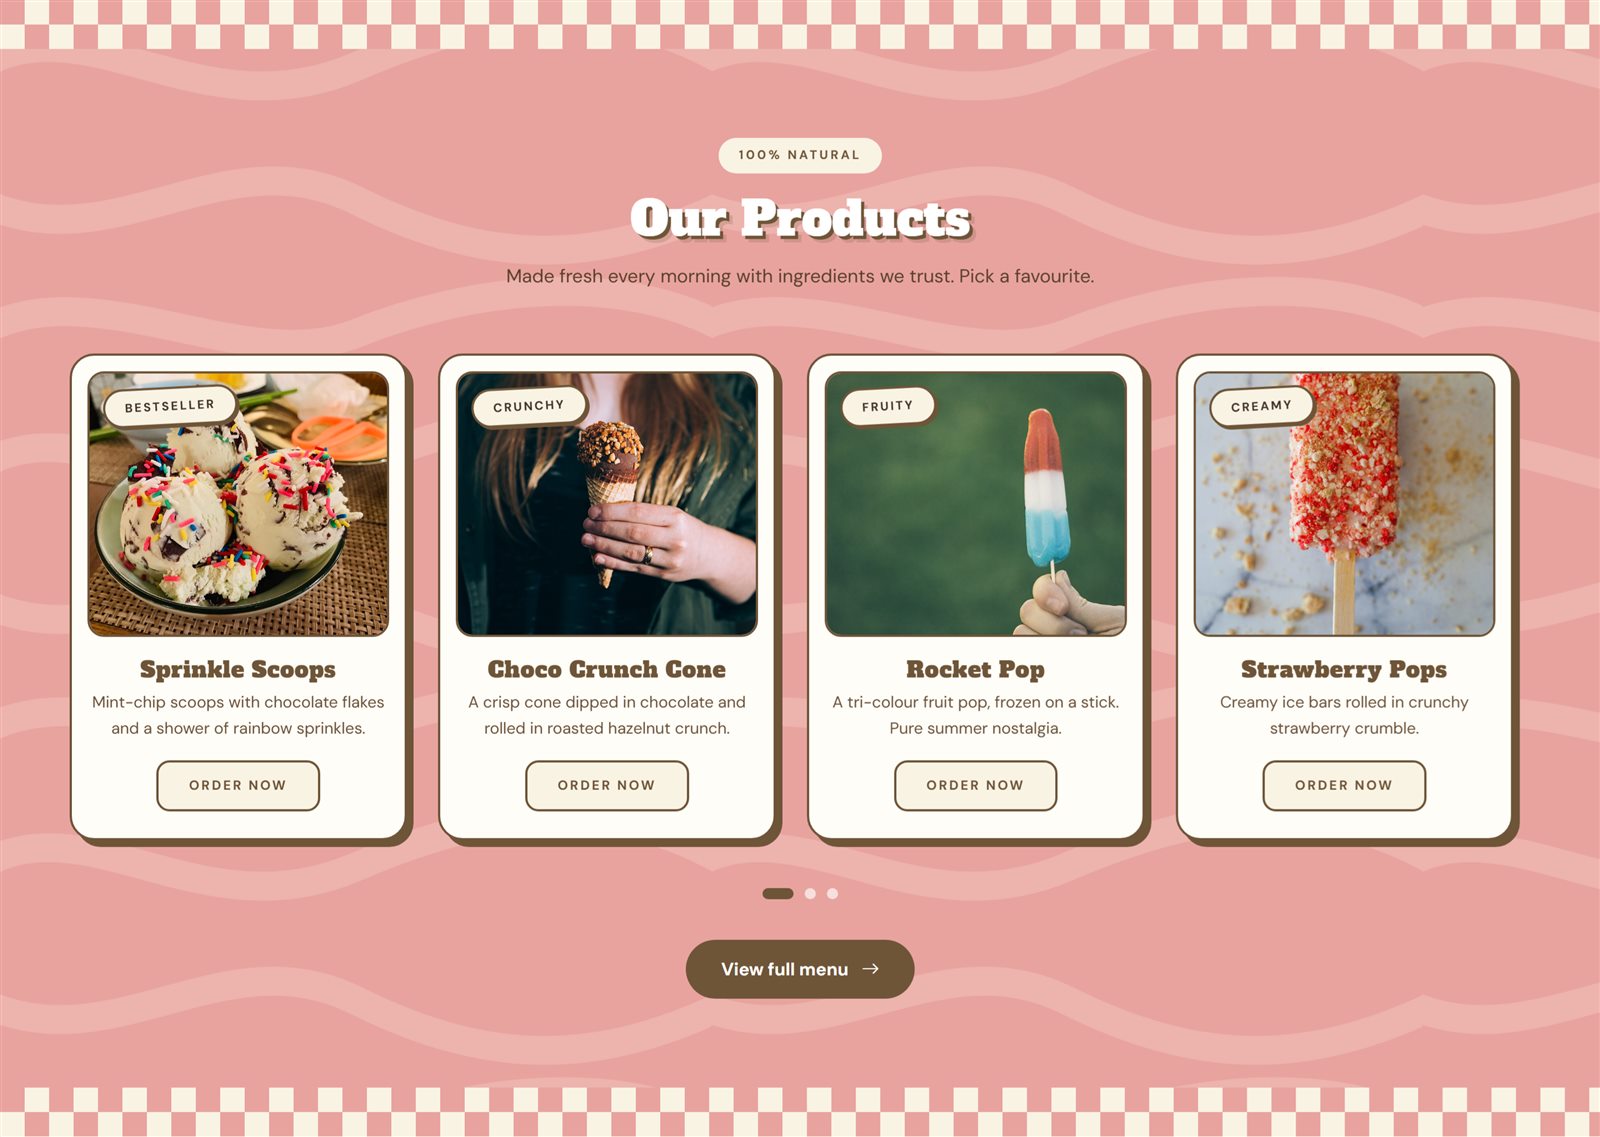 100% NATURAL
Our Products
Made fresh every morning with ingredients we trust. Pick a favourite.
BESTSELLER
Sprinkle Scoops
Mint-chip scoops with chocolate flakes
and a shower of rainbow sprinkles.
ORDER NOW
CRUNCHY
Choco Crunch Cone
A crisp cone dipped in chocolate and
rolled in roasted hazelnut crunch.
ORDER NOW
FRUITY
Rocket Pop
A tri-colour fruit pop, frozen on a stick.
Pure summer nostalgia.
ORDER NOW
CREAMY
Strawberry Pops
Creamy ice bars rolled in crunchy
strawberry crumble.
ORDER NOW
View full menu →